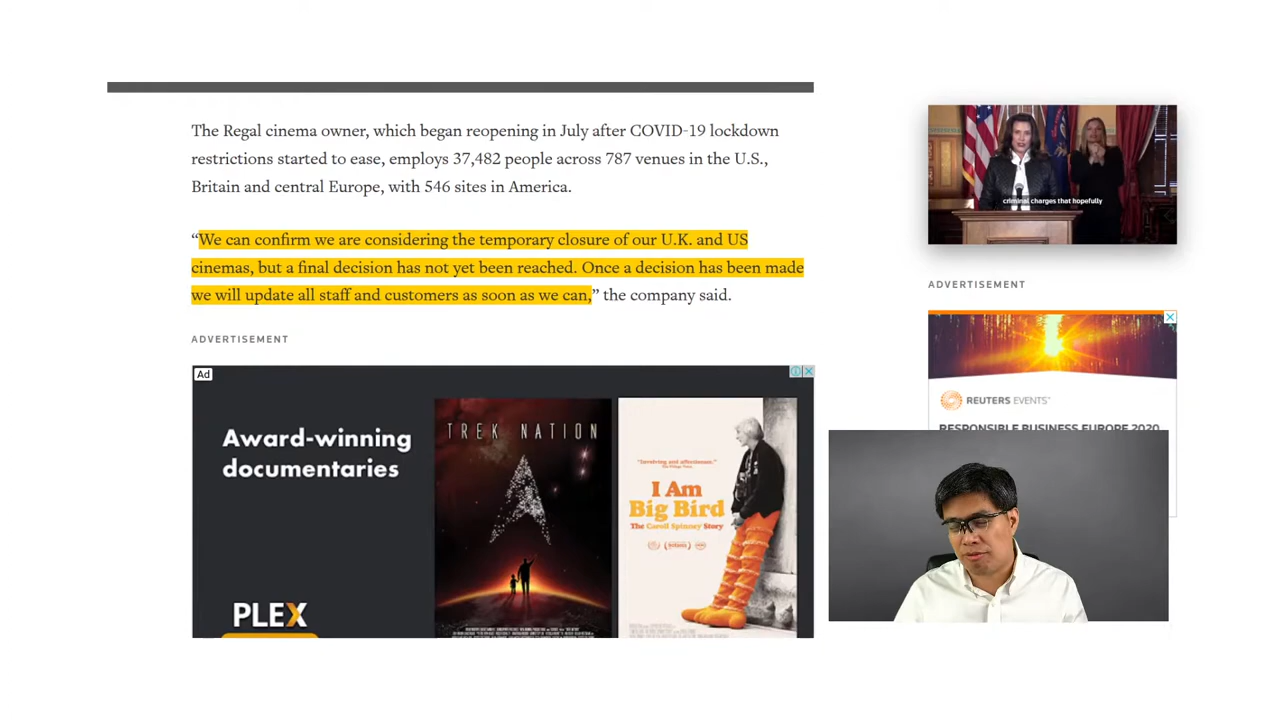 The Regal cinema owner, which began reopening in July after COVID-19 lockdown
restrictions started to ease, employs 37,482 people across 787 venues in the U.S.,
Britain and central Europe, with 546 sites in America.
“We can confirm we are considering the temporary closure of our U.K. and US
cinemas, but a final decision has not yet been reached. Once a decision has been made
we will update all staff and customers as soon as we can,” the company said.
ADVERTISEMENT
Ad
Award-winning
documentaries
PLEX
TREK NATION
"Involving and affectionate."
I Am
Big Bird
The Caroll Spinney Story
criminal charges that hopefully
ADVERTISEMENT
REUTERS EVENTS™
RESPONSIBLE BUSINESS EUROPE 2020